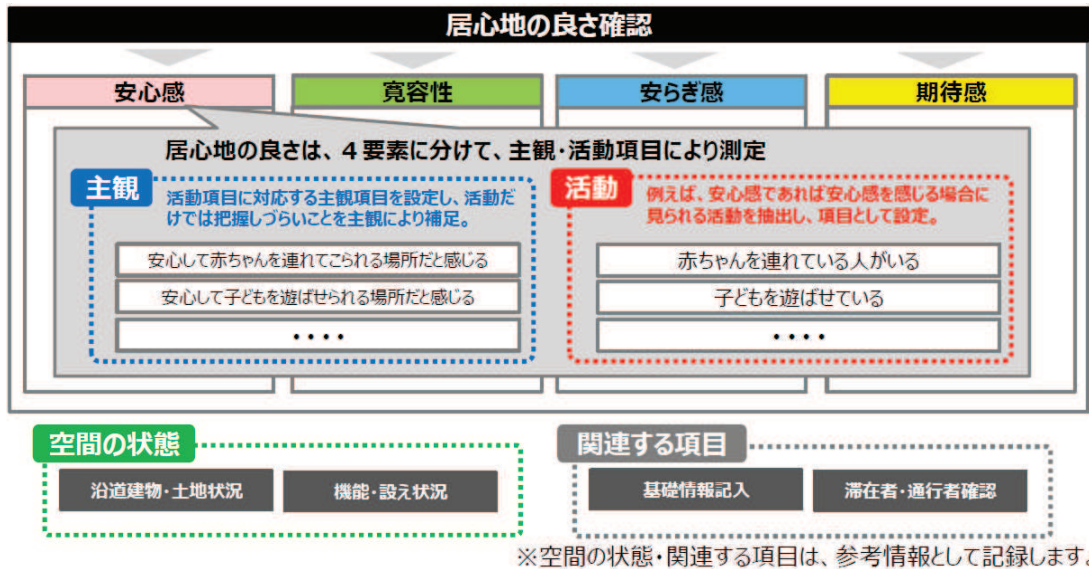 居心地の良さ確認
安心感
寛容性
安らぎ感
期待感
居心地の良さは、4要素に分けて、主観・活動項目により測定
主観
活動項目に対応する主観項目を設定し、活動だ
けでは把握しづらいことを主観により補足。
安心して赤ちゃんを連れてこられる場所だと感じる
安心して子どもを遊ばせられる場所だと感じる
・・・・
活動
例えば、安心感であれば安心感を感じる場合に
見られる活動を抽出し、項目として設定。
赤ちゃんを連れている人がいる
子どもを遊ばせている
・・・・
空間の状態
沿道建物・土地状況
機能・設え状況
関連する項目
基礎情報記入
滞在者・通行者確認
※空間の状態・関連する項目は、参考情報として記録します。